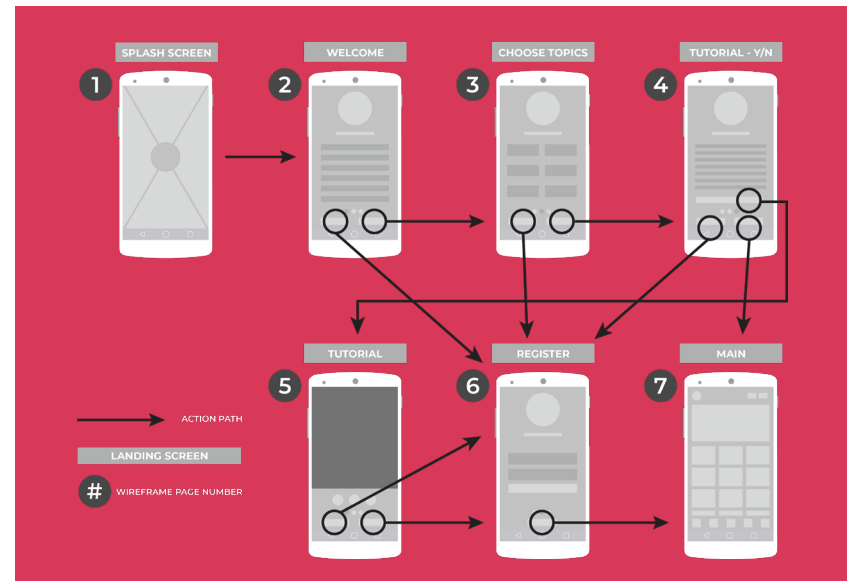 SPLASH SCREEN
WELCOME
CHOOSE TOPICS
TUTORIAL - Y/N
1
2
3
4
TUTORIAL
REGISTER
MAIN
5
6
7
ACTION PATH
LANDING SCREEN
# WIREFRAME PAGE NUMBER